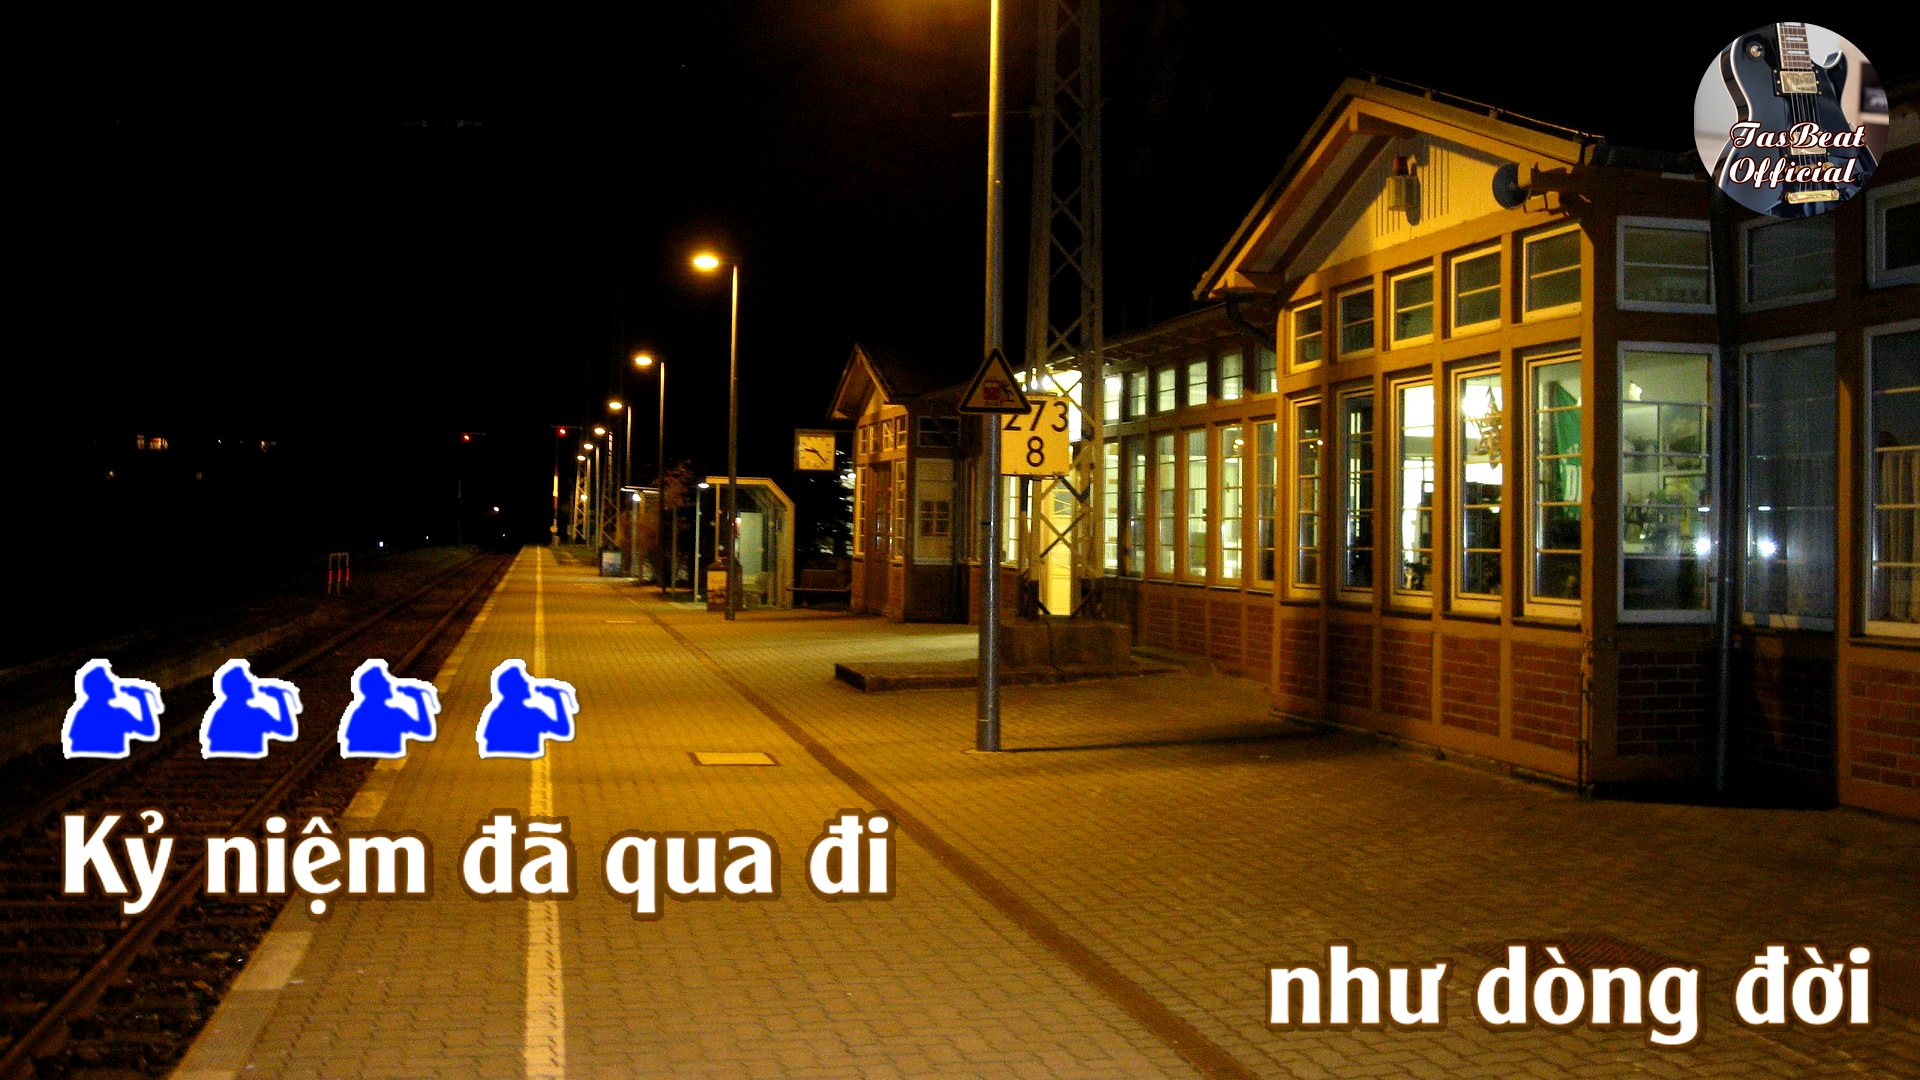 TasBeat
Official
273
8
Kỷ niệm đã qua đi
như dòng đời